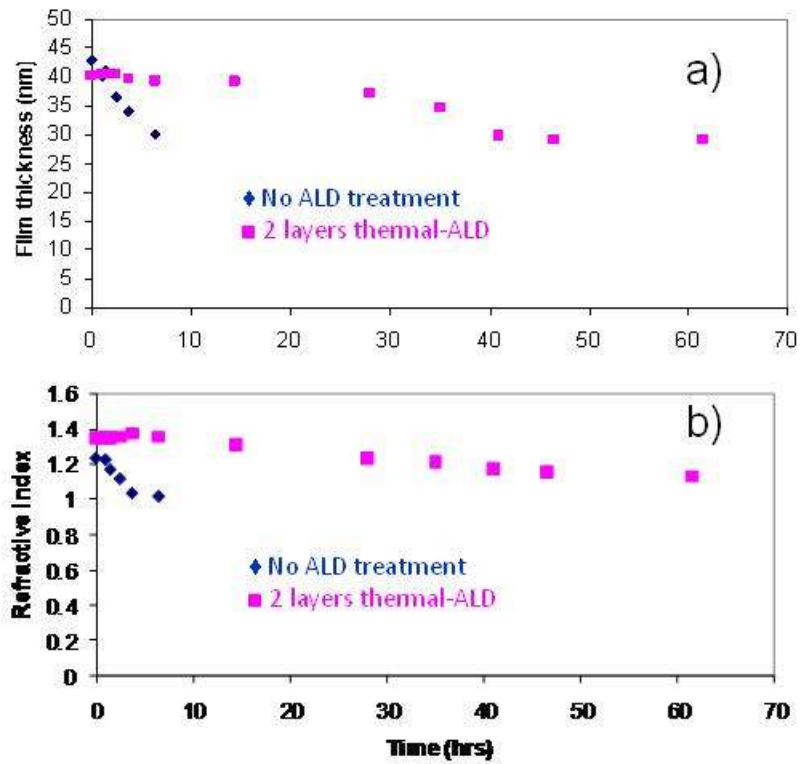 50
45
40
35
30
25
20
15
10
5
0
Film thickness (nm)
a)
No ALD treatment
2 layers thermal-ALD
0 10 20 30 40 50 60 70
1.6
1.4
1.2
1
0.8
0.6
0.4
0.2
0
Refractive Index
b)
No ALD treatment
2 layers thermal-ALD
0 10 20 30 40 50 60 70
Time (hrs)